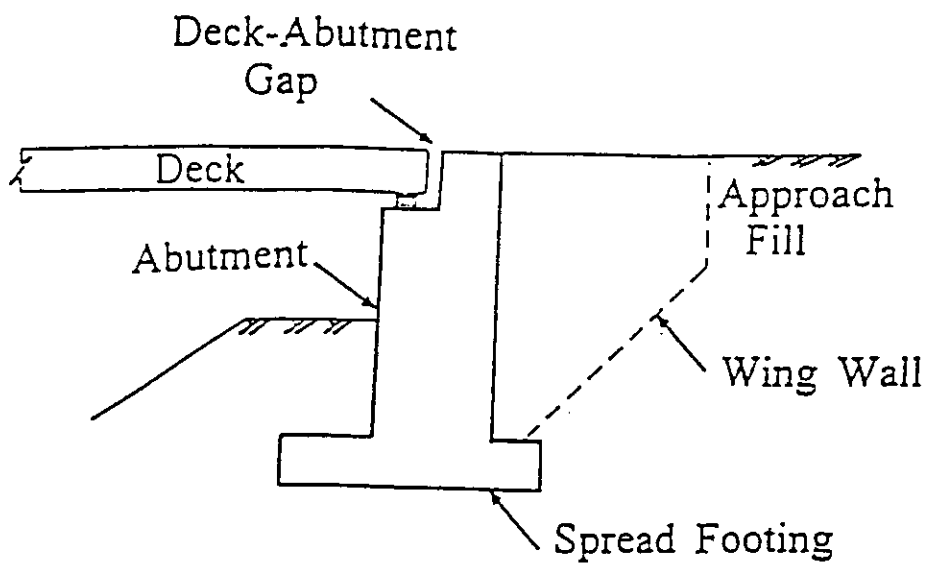 Deck-Abutment
Gap
Deck
Approach
Fill
Abutment
Wing Wall
Spread Footing